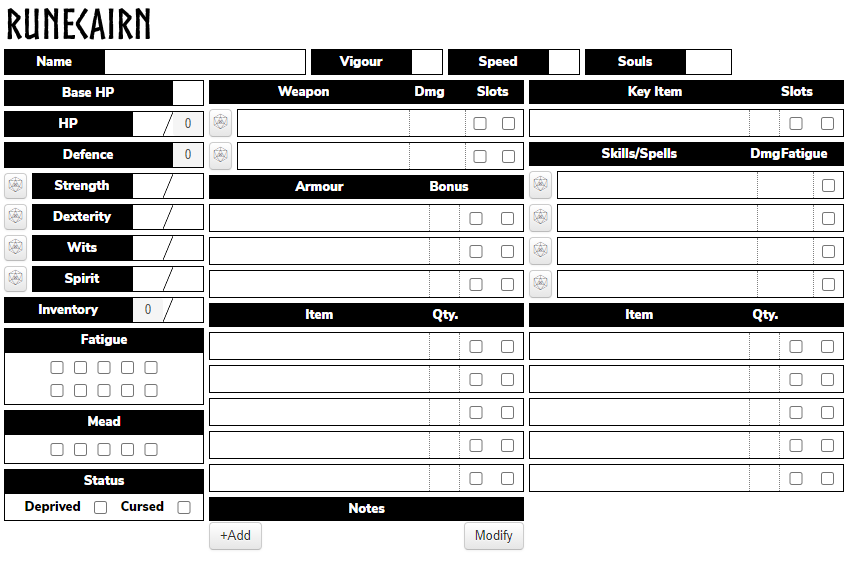 RUNECAIRN
Name Vigour Speed Souls
Base HP Weapon Dmg Slots Key Item Slots
HP 0
Defence 0 Skills/Spells Dmg Fatigue
Strength Armour Bonus
Dexterity
Wits
Spirit
Inventory 0 Item Qty. Item Qty.
Fatigue
Mead
Status
Deprived Cursed Notes
+Add Modify